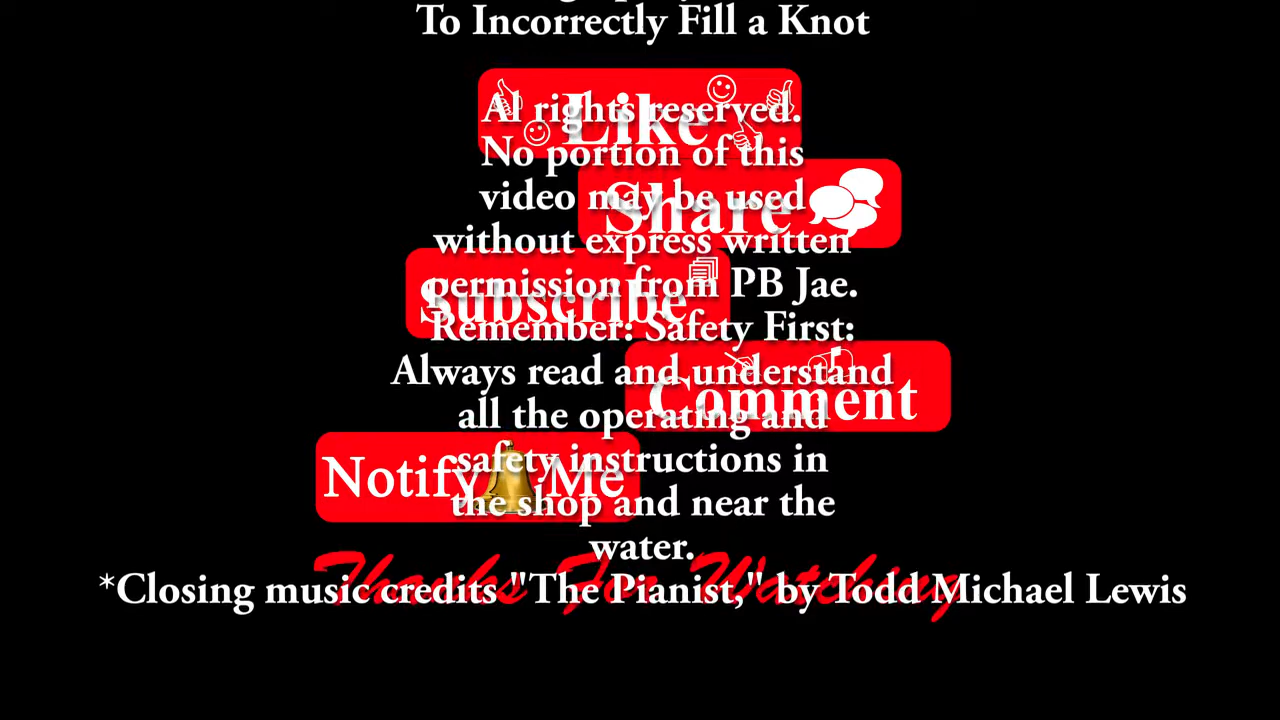 To Incorrectly Fill a Knot
Like
Al rights reserved.
No portion of this
Share
video may be used
without express written
Subscribe
permission from PB Jae.
Remember: Safety First:
Always read and understand
Comment
all the operating and
Notify Me
safety instructions in
the shop and near the
water.
Thanks For Watching
*Closing music credits "The Pianist," by Todd Michael Lewis